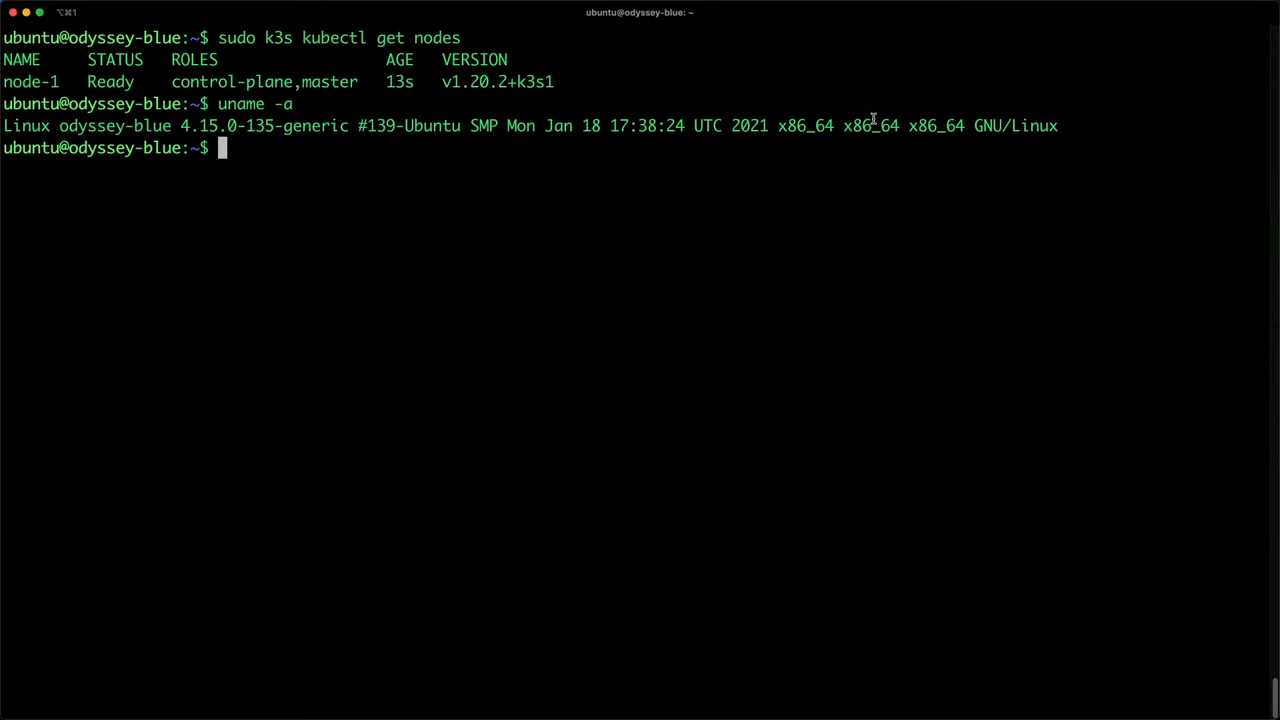 ⌥⌘1
ubuntu@odyssey-blue: ~
ubuntu@odyssey-blue:~$ sudo k3s kubectl get nodes
NAME     STATUS   ROLES                  AGE   VERSION
node-1   Ready    control-plane,master   13s   v1.20.2+k3s1
ubuntu@odyssey-blue:~$ uname -a
Linux odyssey-blue 4.15.0-135-generic #139-Ubuntu SMP Mon Jan 18 17:38:24 UTC 2021 x86_64 x86_64 x86_64 GNU/Linux
ubuntu@odyssey-blue:~$